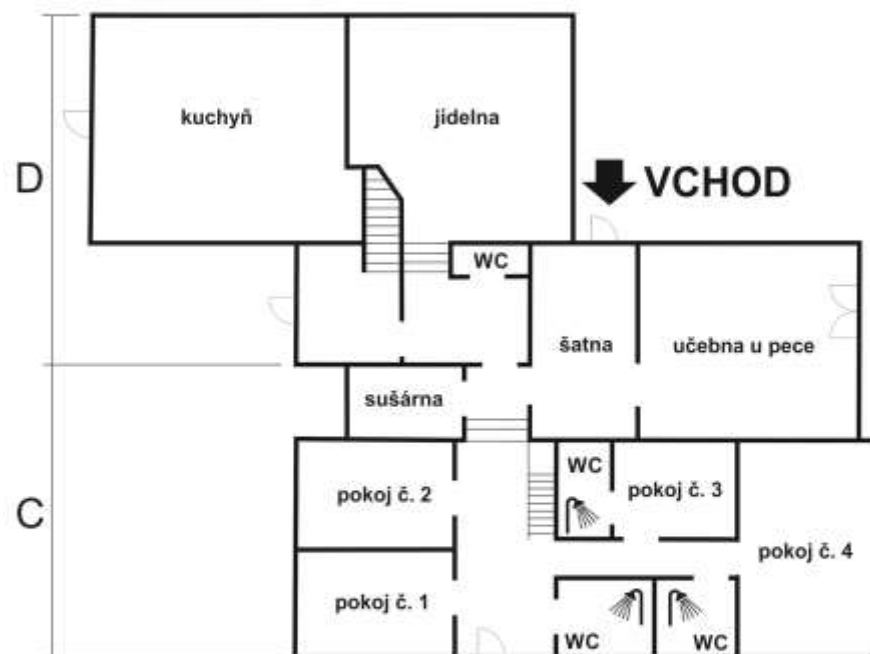 kuchyň
jídelna
D
VCHOD
WC
šatna
učebna u pece
sušárna
WC
pokoj č. 3
pokoj č. 2
C
pokoj č. 4
pokoj č. 1
WC
WC